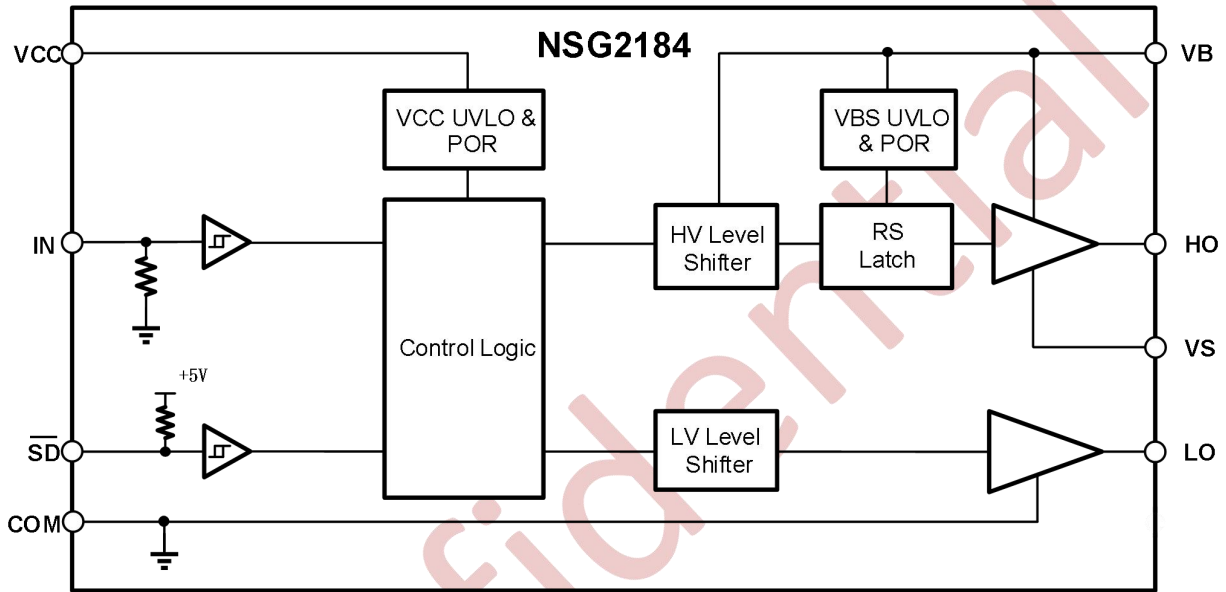 NSG2184
VCC
VB
VCC UVLO &
POR
VBS UVLO
& POR
IN
HV Level
Shifter
RS
Latch
HO
Control Logic
VS
+5V
SD
LV Level
Shifter
LO
COM
fidential